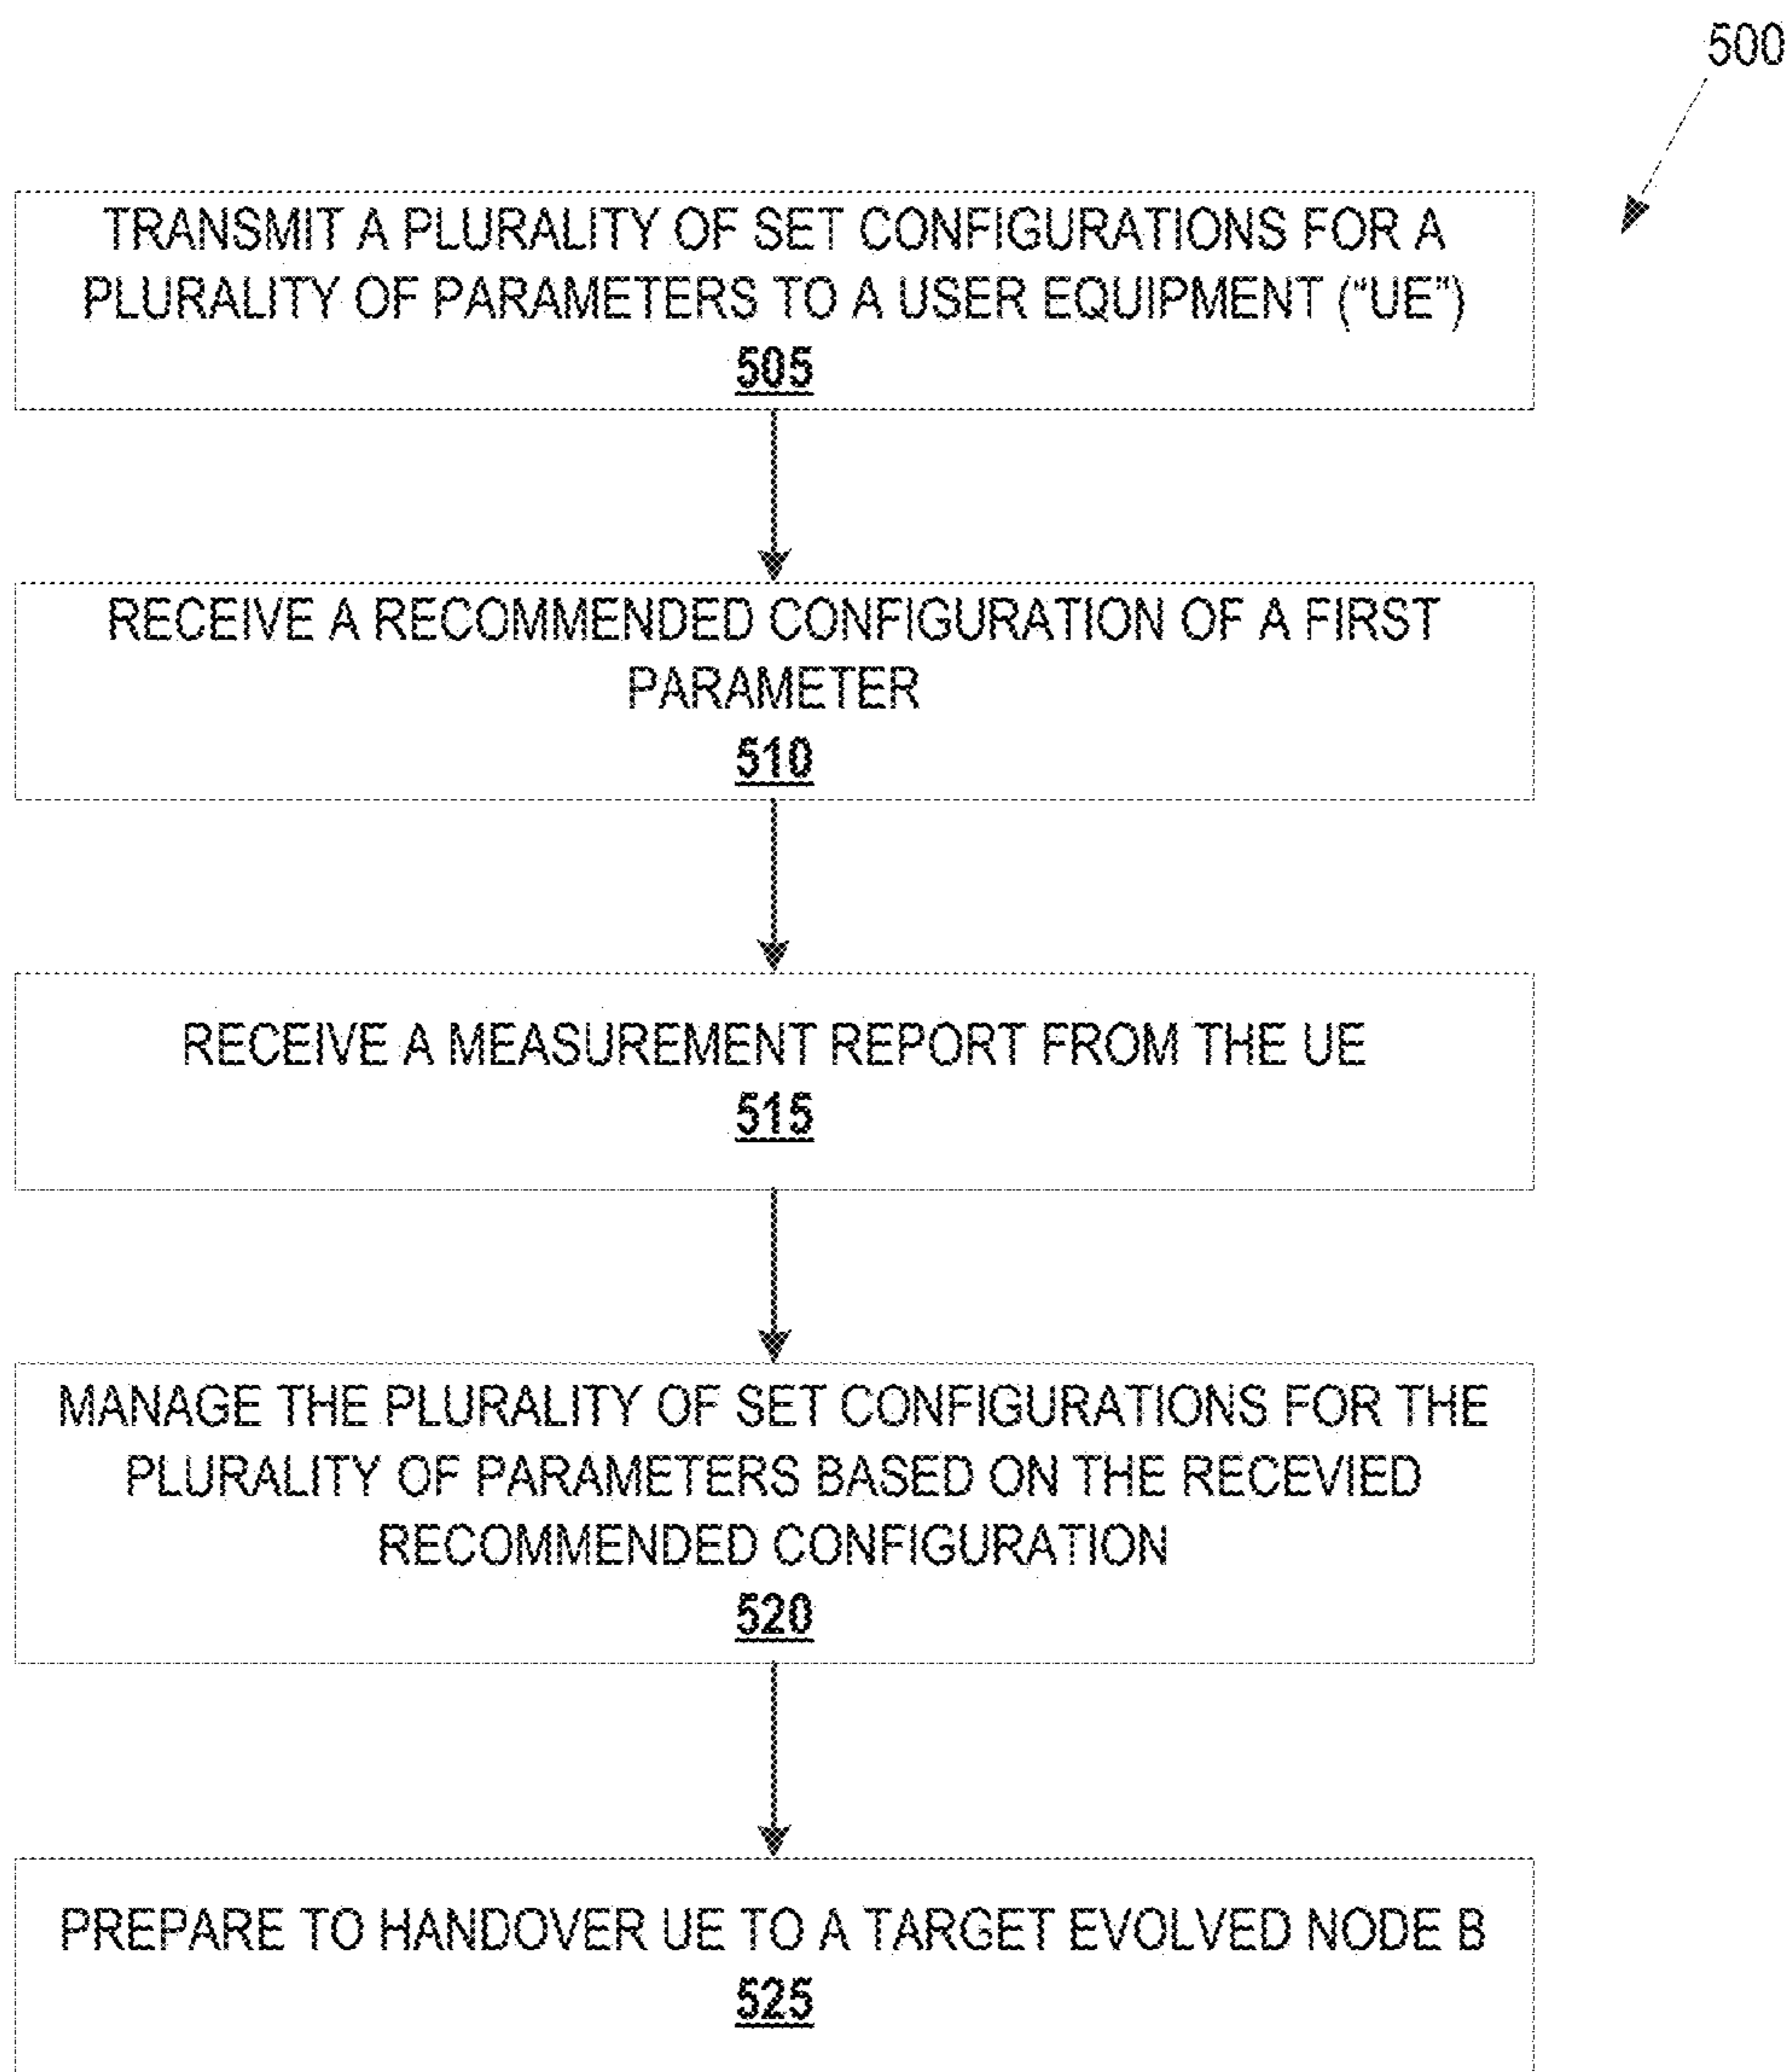 500
TRANSMIT A PLURALITY OF SET CONFIGURATIONS FOR A
PLURALITY OF PARAMETERS TO A USER EQUIPMENT ("UE")
505
RECEIVE A RECOMMENDED CONFIGURATION OF A FIRST
PARAMETER
510
RECEIVE A MEASUREMENT REPORT FROM THE UE
515
MANAGE THE PLURALITY OF SET CONFIGURATIONS FOR THE
PLURALITY OF PARAMETERS BASED ON THE RECEVIED
RECOMMENDED CONFIGURATION
520
PREPARE TO HANDOVER UE TO A TARGET EVOLVED NODE B
525